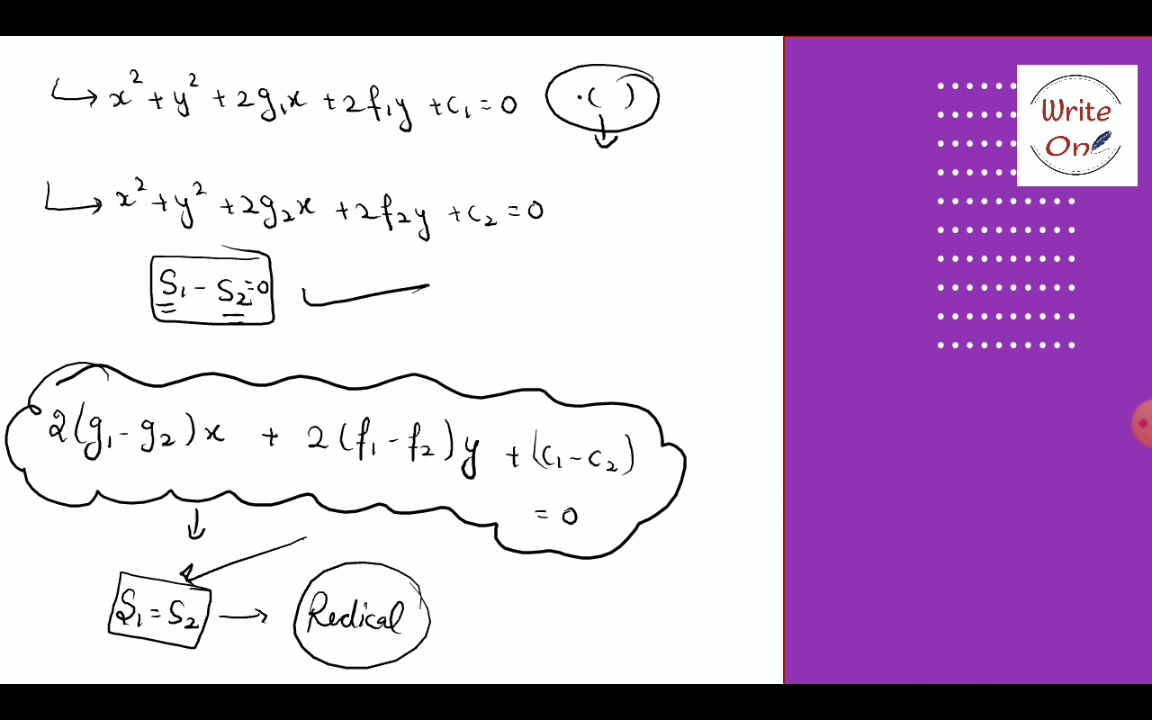 ↳ x² + y² + 2g₁x + 2f₁y + c₁ = 0 .( )
↳ x² + y² + 2g₂x + 2f₂y + c₂ = 0
S₁ - S₂ = 0
2(g₁ - g₂)x + 2(f₁ - f₂)y + (c₁ - c₂)
= 0
S₁ = S₂ → Redical
Write
On